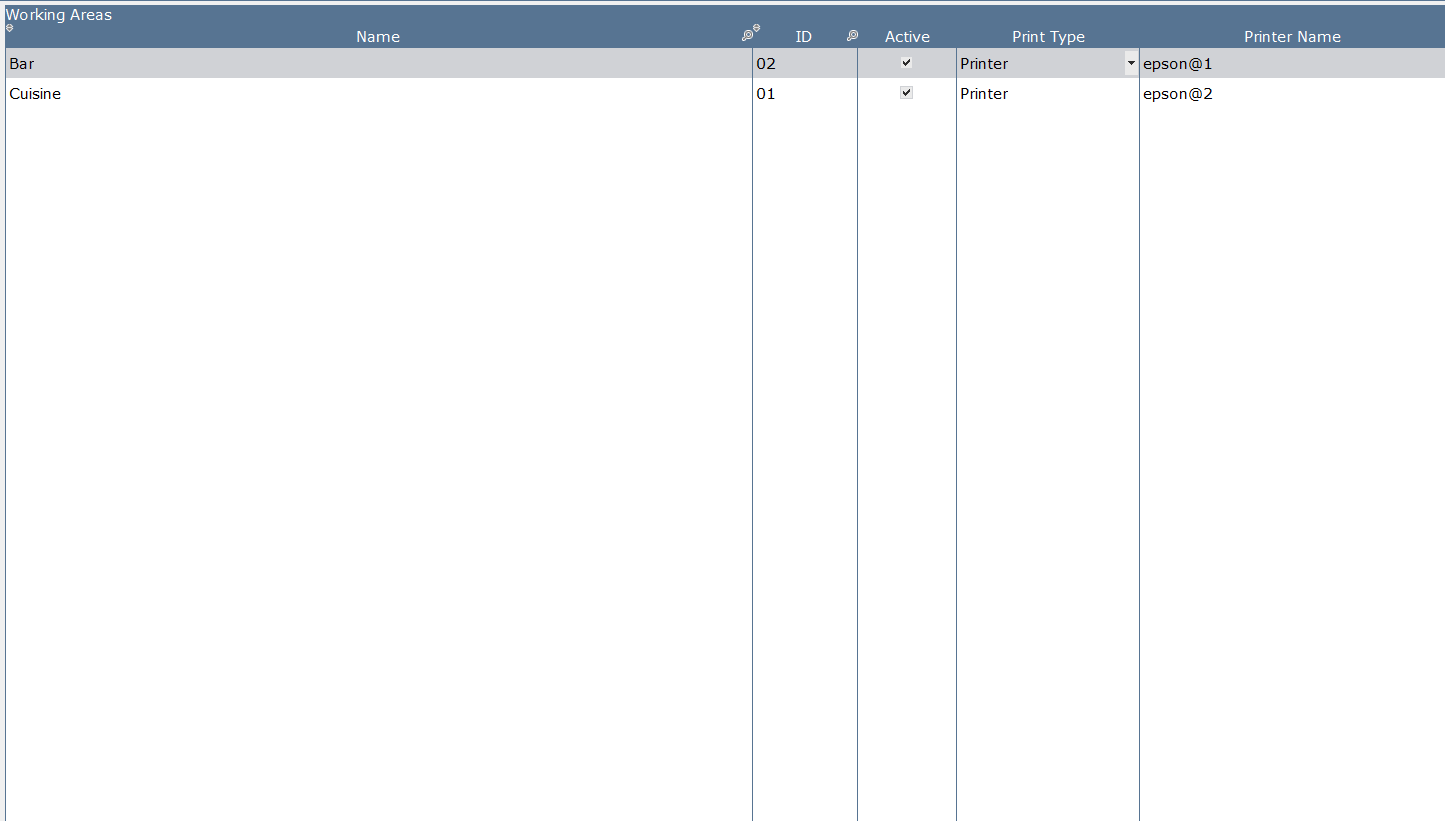 Working Areas
Name ID Active Print Type Printer Name
Bar 02 Printer epson@1
Cuisine 01 Printer epson@2